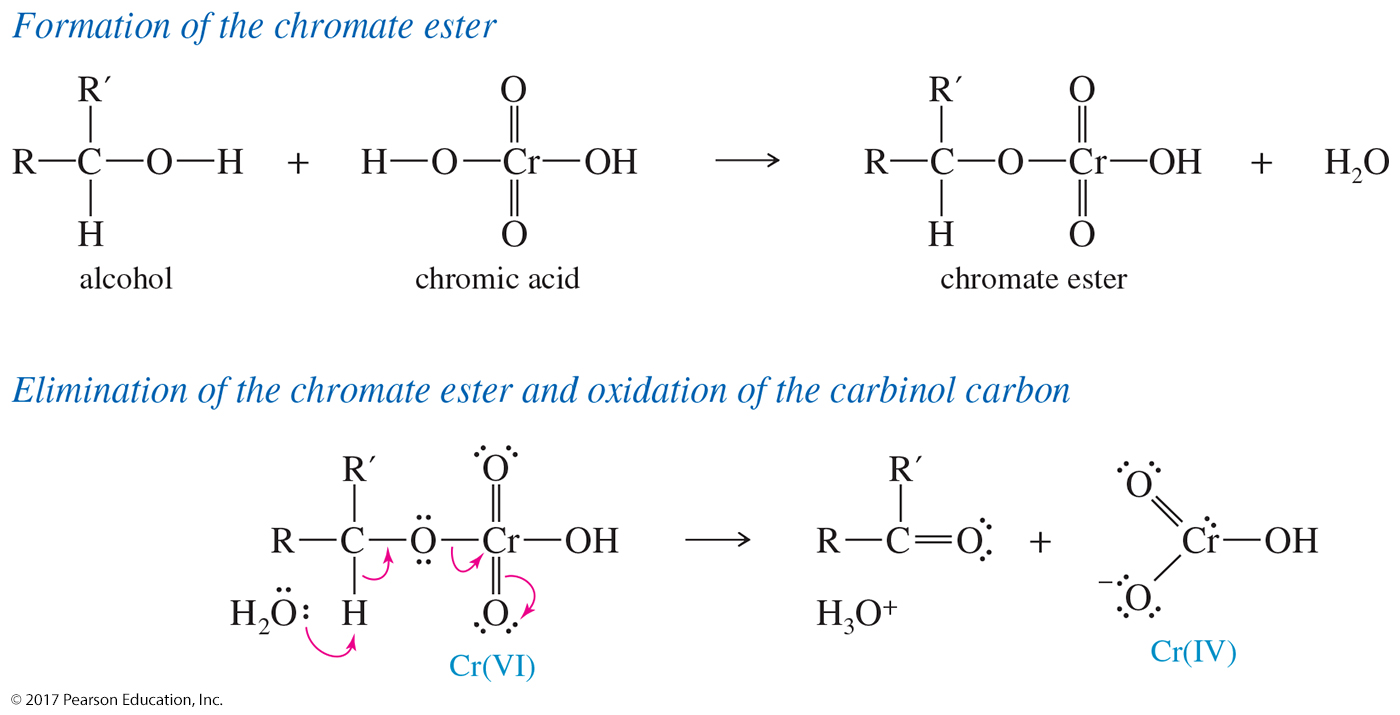 Formation of the chromate ester
R′ O R′ O
R—C—O—H + H—O—Cr—OH ⟶ R—C—O—Cr—OH + H₂O
H O H O
alcohol chromic acid chromate ester
Elimination of the chromate ester and oxidation of the carbinol carbon
R′ O R′ O
R—C—O—Cr—OH ⟶ R—C=O + Cr—OH
H₂O: H O H₃O⁺ ⁻O
Cr(VI) Cr(IV)
© 2017 Pearson Education, Inc.